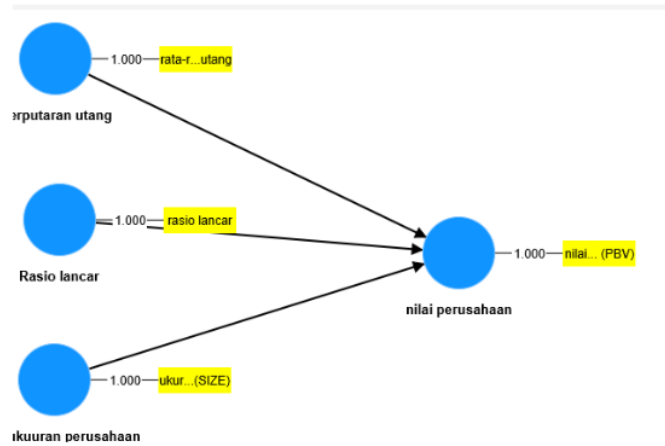 1.000 rata-r...utang
erputaran utang
1.000 rasio lancar
Rasio lancar
1.000 nilai... (PBV)
nilai perusahaan
1.000 ukur...(SIZE)
ukuuran perusahaan